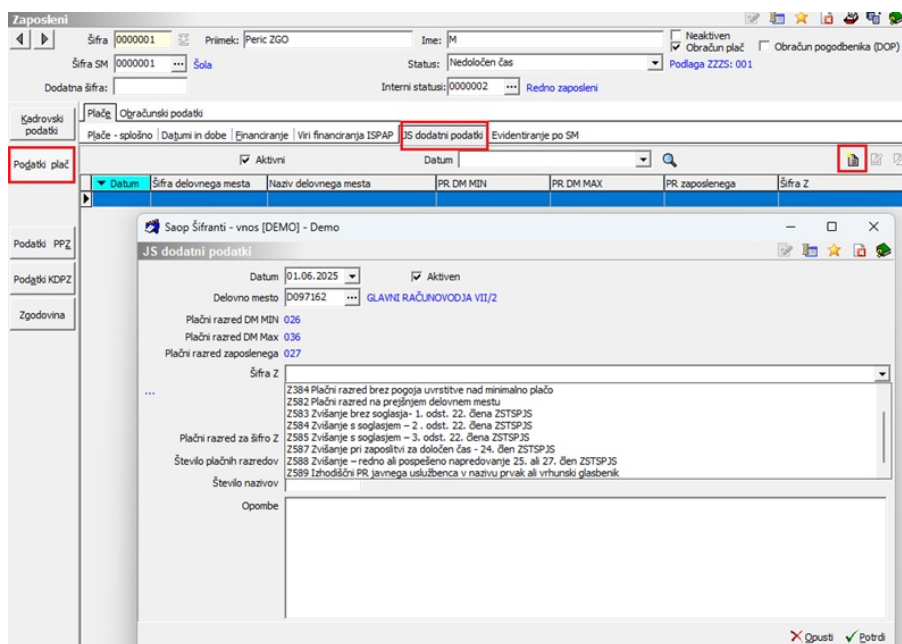 Zaposleni
Šifra 0000001 Priimek: Peric ZGO Ime: M Neaktiven
Obračun plač Obračun pogodbenika (DOP)
Šifra SM 0000001 ... Šola Status: Nedoločen čas Podlaga ZZZS: 001
Dodatna šifra: Interni statusi: 0000002 ... Redno zaposleni
Kadrovski podatki
Plače Obračunski podatki
Plače - splošno Datumi in dobe Financiranje Viri financiranja ISPAP JS dodatni podatki Evidentiranje po SM
Podatki plač
Aktivni Datum
Datum Šifra delovnega mesta Naziv delovnega mesta PR DM MIN PR DM MAX PR zaposlenega Šifra Z
Podatki PPZ
Podatki KDPZ
Zgodovina
Saop Šifranti - vnos [DEMO] - Demo
JS dodatni podatki
Datum 01.06.2025 Aktiven
Delovno mesto D097162 ... GLAVNI RAČUNOVODJA VII/2
Plačni razred DM MIN 026
Plačni razred DM Max 036
Plačni razred zaposlenega 027
Šifra Z
...
Z384 Plačni razred brez pogoja uvrstitve nad minimalno plačo
Z582 Plačni razred na prejšnjem delovnem mestu
Z583 Zvišanje brez soglasja- 1. odst. 22. člena ZSTSPJS
Z584 Zvišanje s soglasjem – 2 . odst. 22. člena ZSTSPJS
Z585 Zvišanje s soglasjem – 3. odst. 22. člena ZSTSPJS
Z587 Zvišanje pri zaposlitvi za določen čas - 24. člen ZSTSPJS
Z588 Zvišanje – redno ali pospešeno napredovanje 25. ali 27. člen ZSTSPJS
Z589 Izhodiščni PR javnega uslužbenca v nazivu prvak ali vrhunski glasbenik
Plačni razred za šifro Z
Število plačnih razredov
Število nazivov
Opombe
Opusti Potrdi